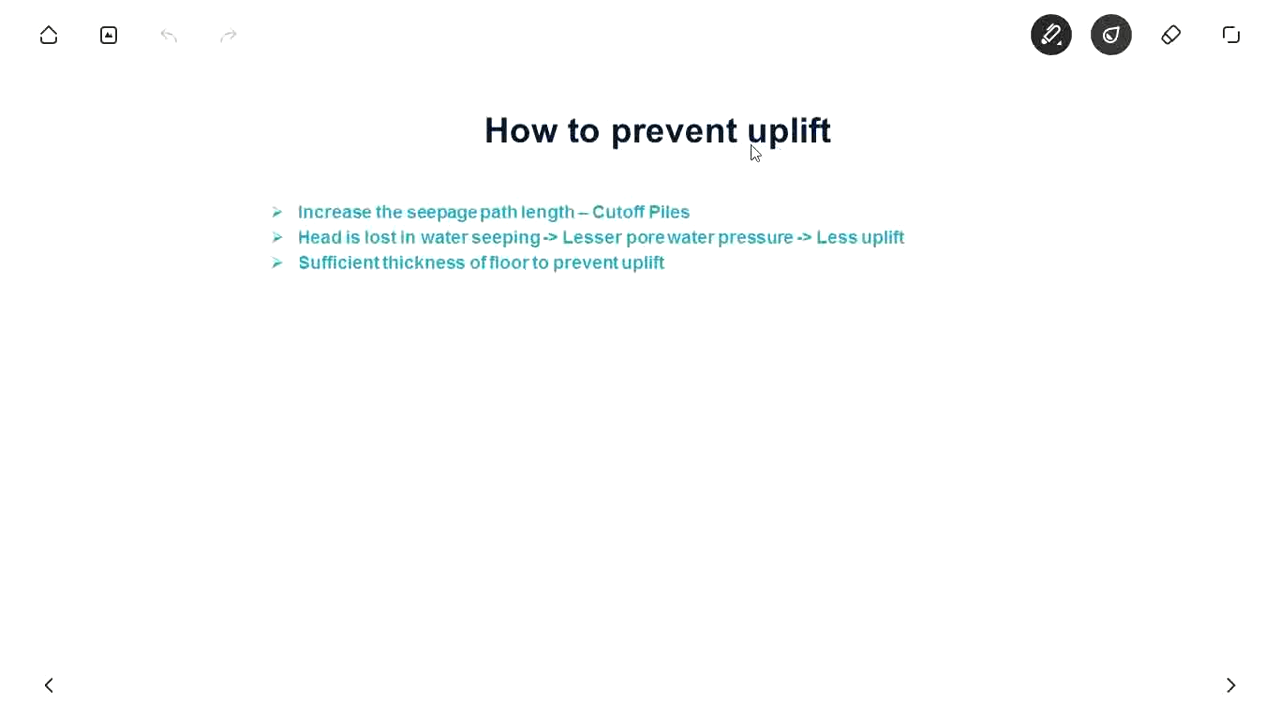 How to prevent uplift
➢ Increase the seepage path length – Cutoff Piles
➢ Head is lost in water seeping -> Lesser pore water pressure -> Less uplift
➢ Sufficient thickness of floor to prevent uplift